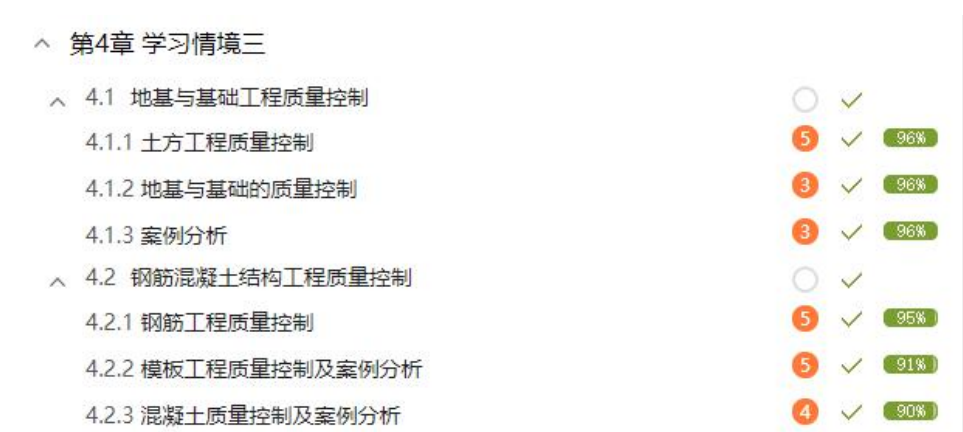 第4章 学习情境三
4.1 地基与基础工程质量控制
4.1.1 土方工程质量控制 5 96%
4.1.2 地基与基础的质量控制 3 96%
4.1.3 案例分析 3 96%
4.2 钢筋混凝土结构工程质量控制
4.2.1 钢筋工程质量控制 5 95%
4.2.2 模板工程质量控制及案例分析 5 91%
4.2.3 混凝土质量控制及案例分析 4 90%